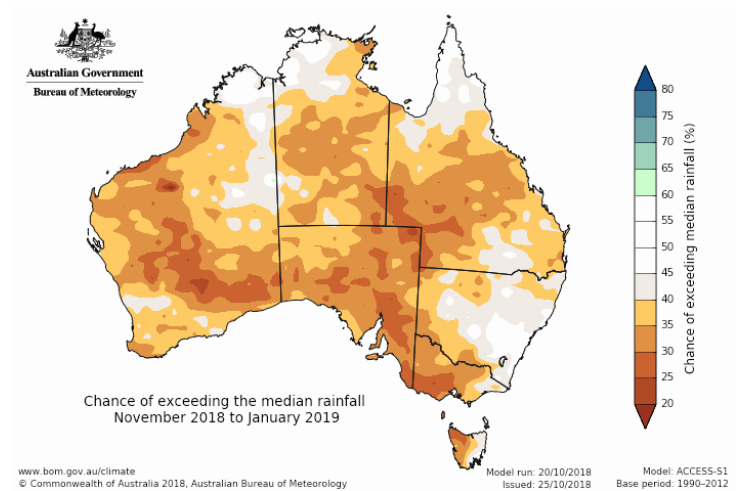 Australian Government
Bureau of Meteorology
80
75
70
65
60
55
50
45
40
35
30
25
20
Chance of exceeding median rainfall (%)
Chance of exceeding the median rainfall
November 2018 to January 2019
www.bom.gov.au/climate
© Commonwealth of Australia 2018, Australian Bureau of Meteorology
Model run: 20/10/2018
Issued: 25/10/2018
Model: ACCESS-S1
Base period: 1990–2012